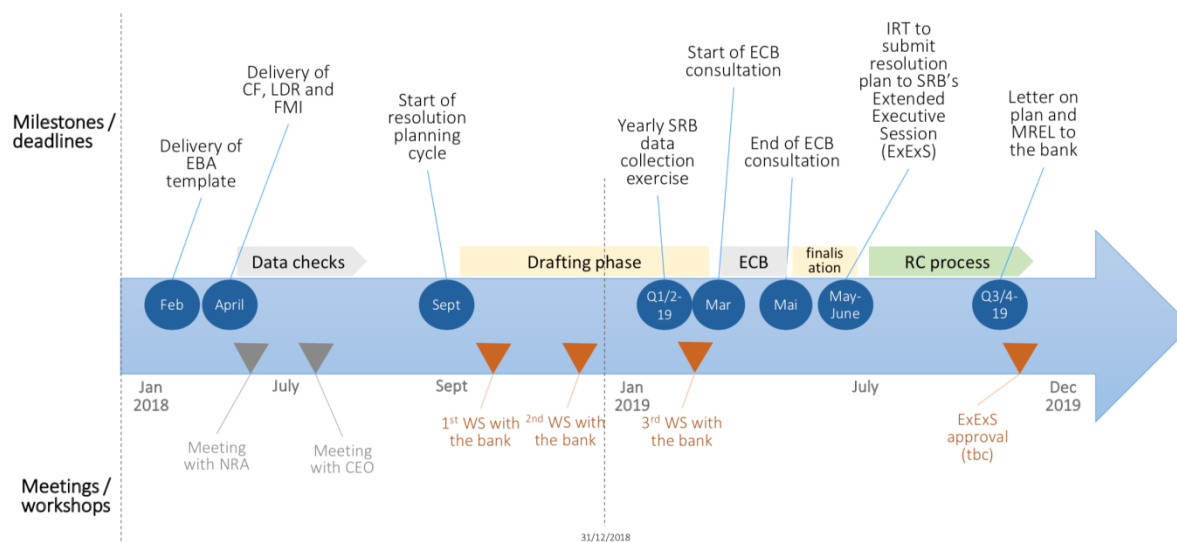 Milestones /
deadlines
Delivery of
EBA
template
Delivery of
CF, LDR and
FMI
Start of
resolution
planning
cycle
Yearly SRB
data
collection
exercise
Start of ECB
consultation
End of ECB
consultation
IRT to
submit
resolution
plan to SRB's
Extended
Executive
Session
(ExExS)
Letter on
plan and
MREL to
the bank
Data checks
Drafting phase
ECB
finalis
ation
RC process
Feb
April
Sept
Q1/2-
19
Mar
Mai
May-
June
Q3/4-
19
Jan
2018
July
Sept
Jan
2019
July
Dec
2019
Meeting
with NRA
Meeting
with CEO
1st WS with
the bank
2nd WS with
the bank
3rd WS with
the bank
ExExS
approval
(tbc)
Meetings /
workshops
31/12/2018